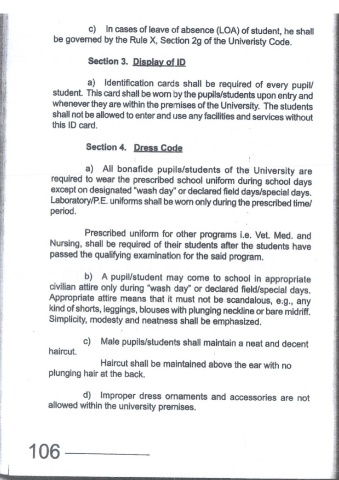 c) In cases of leave of absence (LOA) of student, he shall
be governed by the Rule X, Section 2g of the Univeristy Code.
Section 3. Display of ID
a) Identification cards shall be required of every pupil/
student. This card shall be worn by the pupils/students upon entry and
whenever they are within the premises of the University. The students
shall not be allowed to enter and use any facilities and services without
this ID card.
Section 4. Dress Code
a) All bonafide pupils/students of the University are
required to wear the prescribed school uniform during school days
except on designated "wash day" or declared field days/special days.
Laboratory/P.E. uniforms shall be worn only during the prescribed time/
period.
Prescribed uniform for other programs i.e. Vet. Med. and
Nursing, shall be required of their students after the students have
passed the qualifying examination for the said program.
b) A pupil/student may come to school in appropriate
civilian attire only during "wash day" or declared field/special days.
Appropriate attire means that it must not be scandalous, e.g., any
kind of shorts, leggings, blouses with plunging neckline or bare midriff.
Simplicity, modesty and neatness shall be emphasized.
c) Male pupils/students shall maintain a neat and decent
haircut.
Haircut shall be maintained above the ear with no
plunging hair at the back.
d) Improper dress ornaments and accessories are not
allowed within the university premises.
106